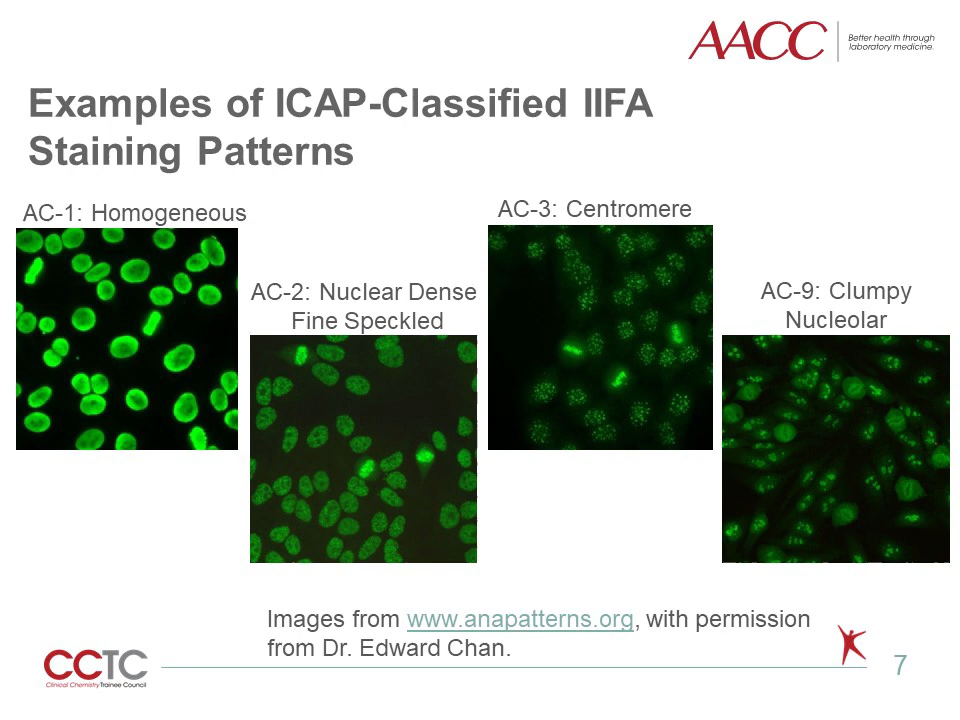 AACC
Better health through
laboratory medicine.
Examples of ICAP-Classified IIFA
Staining Patterns
AC-1: Homogeneous
AC-2: Nuclear Dense
Fine Speckled
AC-3: Centromere
AC-9: Clumpy
Nucleolar
Images from www.anapatterns.org, with permission
from Dr. Edward Chan.
CCTC
Clinical Chemistry Trainee Council
7